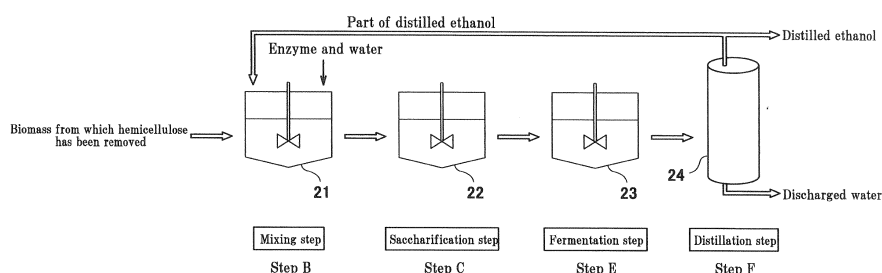 Part of distilled ethanol
Distilled ethanol
Enzyme and water
Biomass from which hemicellulose
has been removed
21
22
23
24
Discharged water
Mixing step
Saccharification step
Fermentation step
Distillation step
Step B
Step C
Step E
Step F